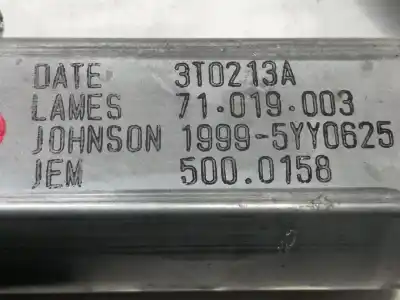 DATE 3T0213A
LAMES 71.019.003
JOHNSON 1999-5YY0625
JEM 500.0158